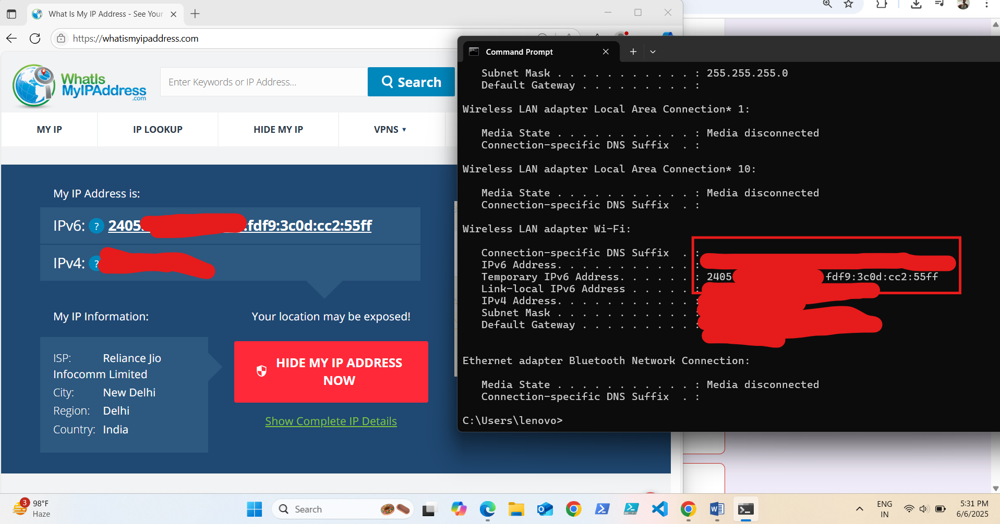 What Is My IP Address - See Your
https://whatismyipaddress.com
WhatIs
MyIPAddress
.com
Enter Keywords or IP Address...
Search
MY IP
IP LOOKUP
HIDE MY IP
VPNS
My IP Address is:
IPv6: ? 2405: :fdf9:3c0d:cc2:55ff
IPv4: ?
My IP Information:
Your location may be exposed!
ISP: Reliance Jio
Infocomm Limited
City: New Delhi
Region: Delhi
Country: India
HIDE MY IP ADDRESS
NOW
Show Complete IP Details
Command Prompt
Subnet Mask . . . . . . . . . . . : 255.255.255.0
Default Gateway . . . . . . . . . :
Wireless LAN adapter Local Area Connection* 1:
Media State . . . . . . . . . . . : Media disconnected
Connection-specific DNS Suffix  . :
Wireless LAN adapter Local Area Connection* 10:
Media State . . . . . . . . . . . : Media disconnected
Connection-specific DNS Suffix  . :
Wireless LAN adapter Wi-Fi:
Connection-specific DNS Suffix  . :
IPv6 Address. . . . . . . . . . . :
Temporary IPv6 Address. . . . . . : 2405 fdf9:3c0d:cc2:55ff
Link-local IPv6 Address . . . . . :
IPv4 Address. . . . . . . . . . . :
Subnet Mask . . . . . . . . . . . :
Default Gateway . . . . . . . . . :
Ethernet adapter Bluetooth Network Connection:
Media State . . . . . . . . . . . : Media disconnected
Connection-specific DNS Suffix  . :
C:\Users\lenovo>
3
98°F
Haze
Search
ENG
IN
5:31 PM
6/6/2025